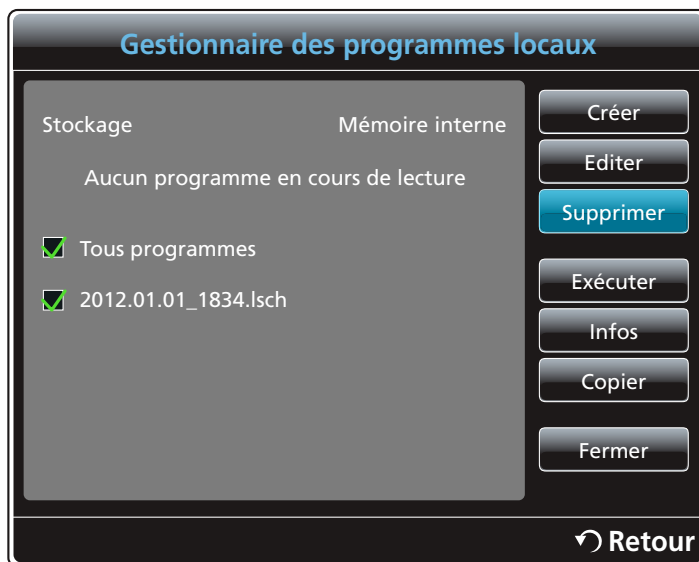 Gestionnaire des programmes locaux
Stockage Mémoire interne
Aucun programme en cours de lecture
Tous programmes
2012.01.01_1834.lsch
Créer
Editer
Supprimer
Exécuter
Infos
Copier
Fermer
Retour